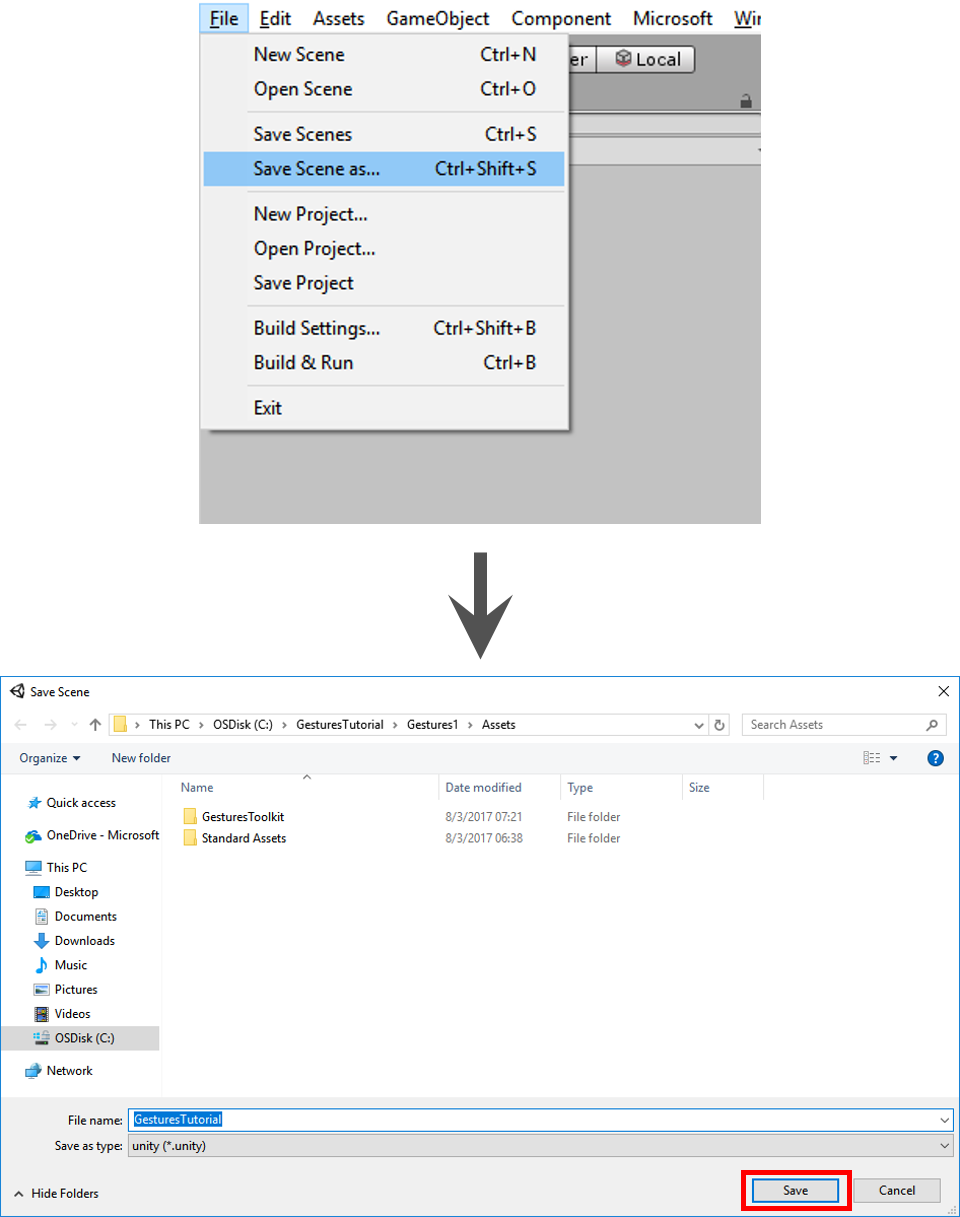 File Edit Assets GameObject Component Microsoft
New Scene Ctrl+N
Local
Open Scene Ctrl+O
Save Scenes Ctrl+S
Save Scene as... Ctrl+Shift+S
New Project...
Open Project...
Save Project
Build Settings... Ctrl+Shift+B
Build & Run Ctrl+B
Exit
Save Scene
This PC › OSDisk (C:) › GesturesTutorial › Gestures1 › Assets
Search Assets
Organize New folder
Name Date modified Type Size
GesturesToolkit 8/3/2017 07:21 File folder
Standard Assets 8/3/2017 06:38 File folder
Quick access
OneDrive - Microsoft
This PC
Desktop
Documents
Downloads
Music
Pictures
Videos
OSDisk (C:)
Network
File name: GesturesTutorial
Save as type: unity (*.unity)
Hide Folders
Save Cancel